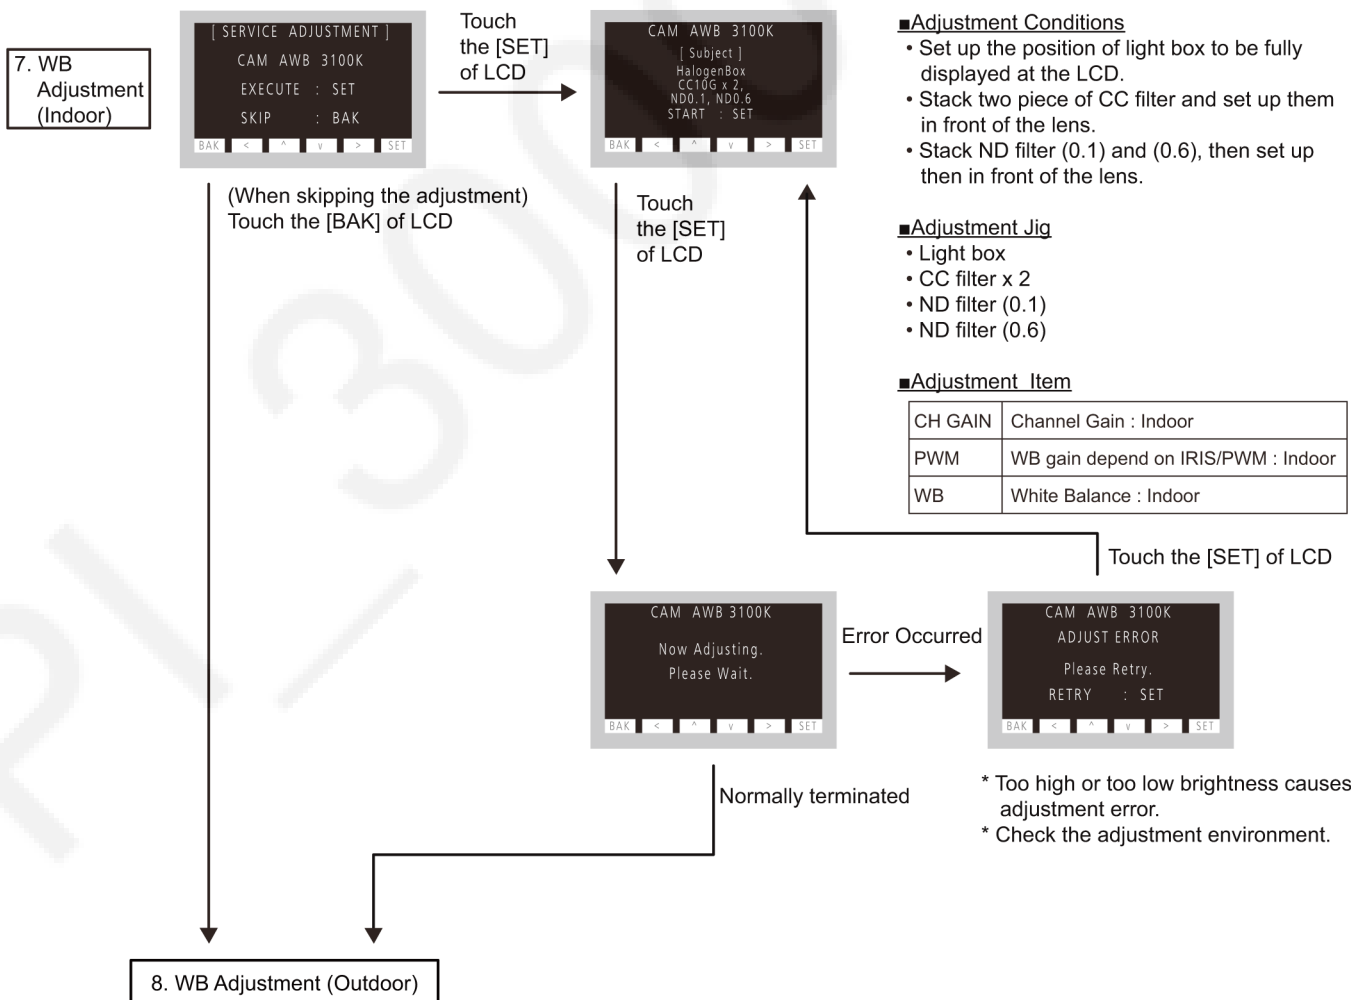 7. WB
Adjustment
(Indoor)
[ SERVICE ADJUSTMENT ]
CAM AWB 3100K
EXECUTE : SET
SKIP : BAK
BAK < ^ v > SET
Touch
the [SET]
of LCD
CAM AWB 3100K
[ Subject ]
HalogenBox
CC10G x 2,
ND0.1, ND0.6
START : SET
BAK < ^ v > SET
(When skipping the adjustment)
Touch the [BAK] of LCD
Touch
the [SET]
of LCD
■Adjustment Conditions
• Set up the position of light box to be fully
displayed at the LCD.
• Stack two piece of CC filter and set up them
in front of the lens.
• Stack ND filter (0.1) and (0.6), then set up
then in front of the lens.
■Adjustment Jig
• Light box
• CC filter x 2
• ND filter (0.1)
• ND filter (0.6)
■Adjustment Item
CH GAIN Channel Gain : Indoor
PWM WB gain depend on IRIS/PWM : Indoor
WB White Balance : Indoor
Touch the [SET] of LCD
CAM AWB 3100K
Now Adjusting.
Please Wait.
BAK < ^ v > SET
Error Occurred
CAM AWB 3100K
ADJUST ERROR
Please Retry.
RETRY : SET
BAK < ^ v > SET
* Too high or too low brightness causes
adjustment error.
* Check the adjustment environment.
Normally terminated
8. WB Adjustment (Outdoor)